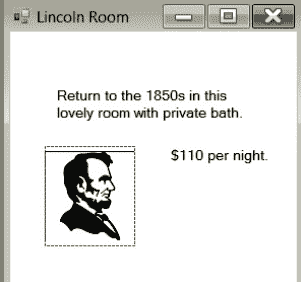 Lincoln Room
Return to the 1850s in this
lovely room with private bath.
$110 per night.